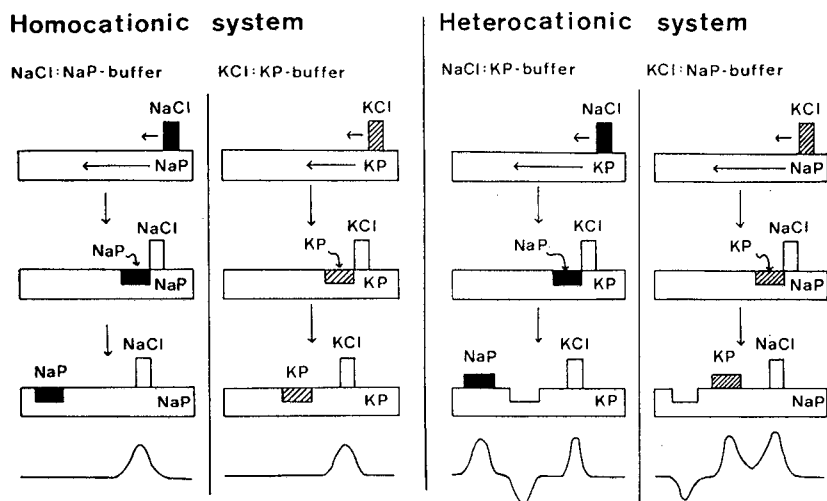 Homocationic system
Heterocationic system
NaCl:NaP-buffer
KCl:KP-buffer
NaCl:KP-buffer
KCl:NaP-buffer
NaCl
KCl
NaCl
KCl
NaP
KP
KP
NaP
NaCl
KCl
KCl
NaCl
NaP
KP
NaP
KP
NaP
KP
KP
NaP
NaCl
KCl
KCl
NaCl
NaP
KP
NaP
KP
NaP
KP
KP
NaP